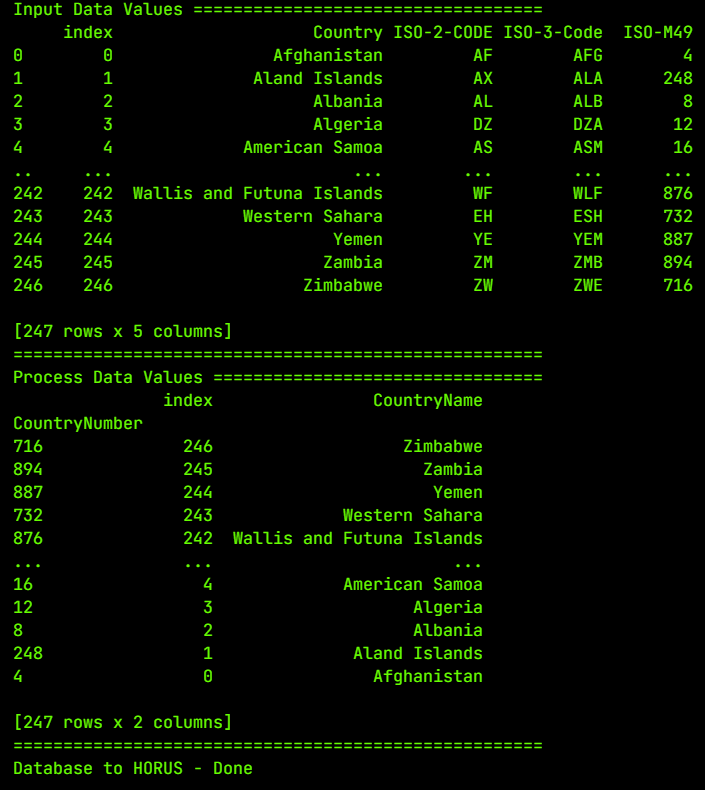 Input Data Values ===================================
     index                    Country ISO-2-CODE ISO-3-Code  ISO-M49
0        0                Afghanistan         AF        AFG        4
1        1              Aland Islands         AX        ALA      248
2        2                    Albania         AL        ALB        8
3        3                    Algeria         DZ        DZA       12
4        4             American Samoa         AS        ASM       16
..     ...                        ...        ...        ...      ...
242    242  Wallis and Futuna Islands         WF        WLF      876
243    243             Western Sahara         EH        ESH      732
244    244                      Yemen         YE        YEM      887
245    245                     Zambia         ZM        ZMB      894
246    246                   Zimbabwe         ZW        ZWE      716
[247 rows x 5 columns]
=====================================================
Process Data Values =================================
               index                CountryName
CountryNumber
716              246                   Zimbabwe
894              245                     Zambia
887              244                      Yemen
732              243             Western Sahara
876              242  Wallis and Futuna Islands
...              ...                        ...
16                 4             American Samoa
12                 3                    Algeria
8                  2                    Albania
248                1              Aland Islands
4                  0                Afghanistan
[247 rows x 2 columns]
=====================================================
Database to HORUS - Done